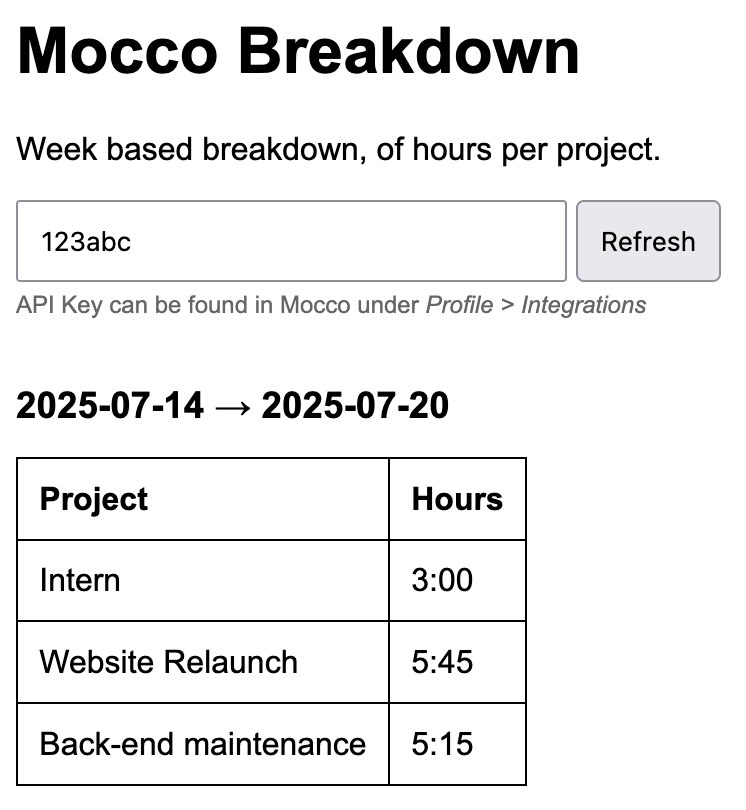 Mocco Breakdown
Week based breakdown, of hours per project.
123abc Refresh
API Key can be found in Mocco under Profile > Integrations
2025-07-14 → 2025-07-20
Project Hours
Intern 3:00
Website Relaunch 5:45
Back-end maintenance 5:15